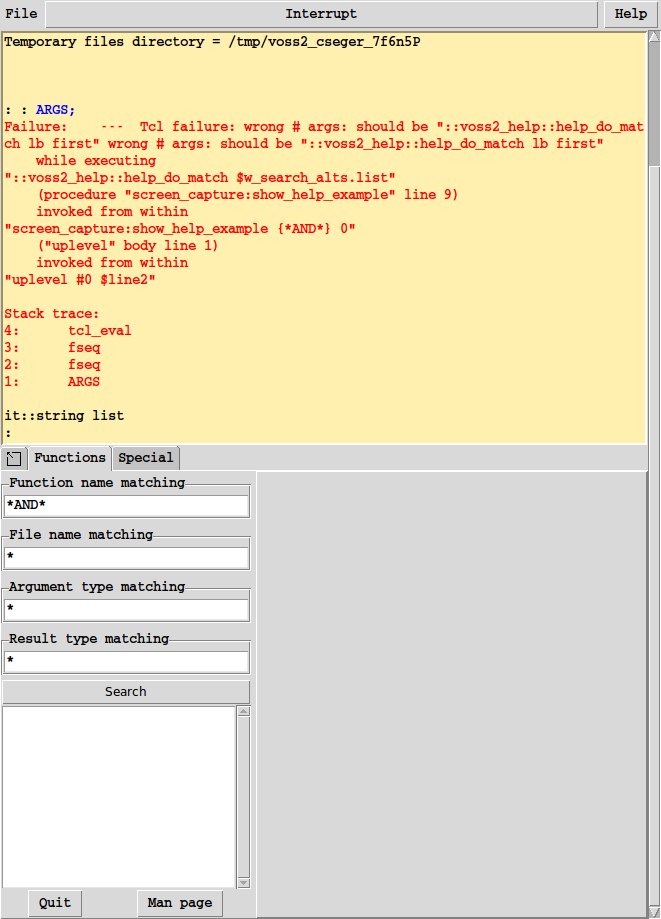 File Interrupt Help
Temporary files directory = /tmp/voss2_cseger_7f6n5P
: : ARGS;
Failure:    ---  Tcl failure: wrong # args: should be "::voss2_help::help_do_mat
ch lb first" wrong # args: should be "::voss2_help::help_do_match lb first"
    while executing
"::voss2_help::help_do_match $w_search_alts.list"
    (procedure "screen_capture:show_help_example" line 9)
    invoked from within
"screen_capture:show_help_example {*AND*} 0"
    ("uplevel" body line 1)
    invoked from within
"uplevel #0 $line2"
Stack trace:
4:      tcl_eval
3:      fseq
2:      fseq
1:      ARGS
it::string list
:
Functions Special
Function name matching
*AND*
File name matching
*
Argument type matching
*
Result type matching
*
Search
Quit Man page